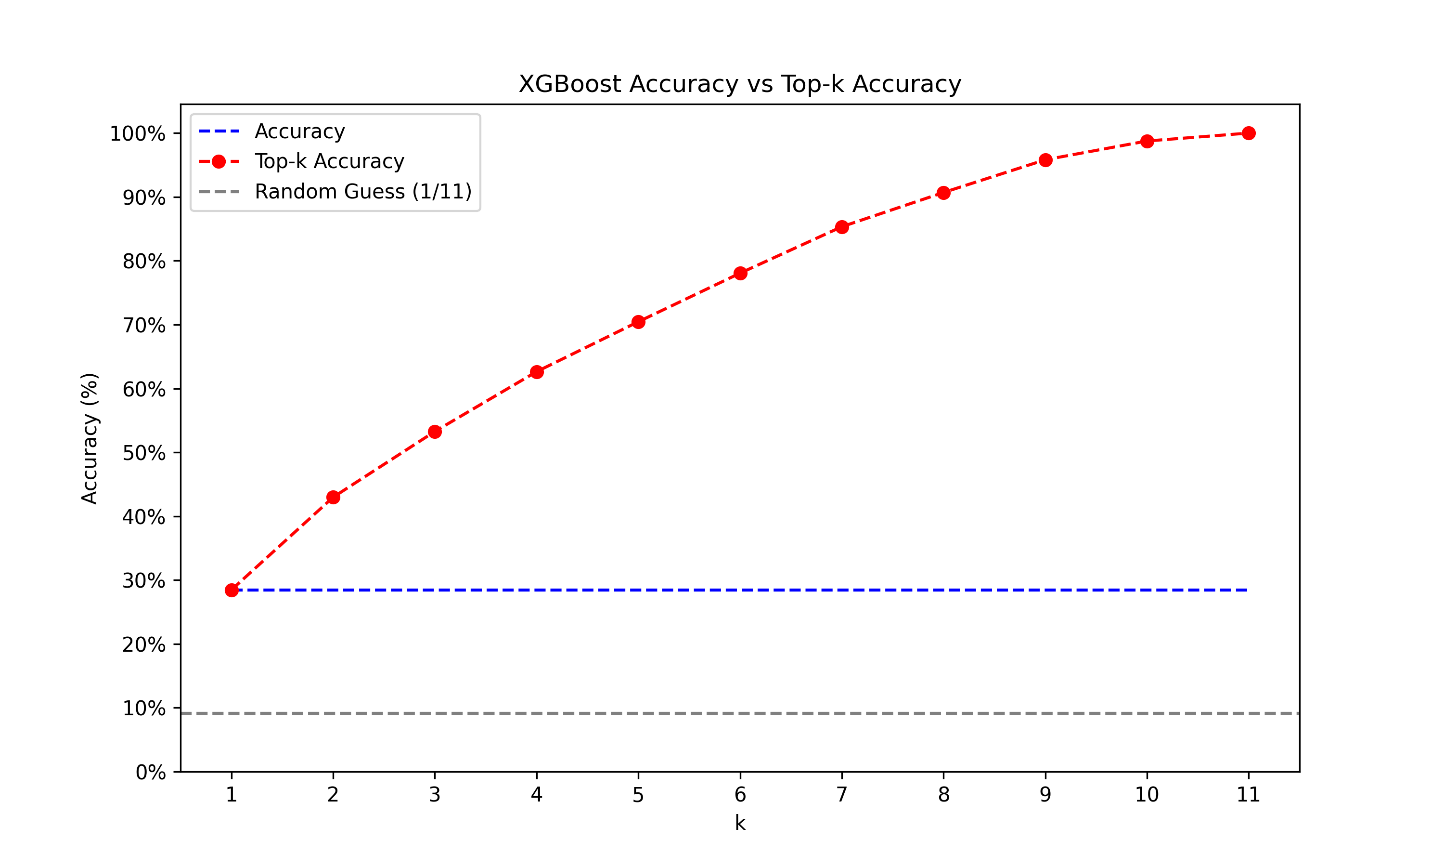 XGBoost Accuracy vs Top-k Accuracy
Accuracy
Top-k Accuracy
Random Guess (1/11)
Accuracy (%)
100%
90%
80%
70%
60%
50%
40%
30%
20%
10%
0%
1 2 3 4 5 6 7 8 9 10 11
k